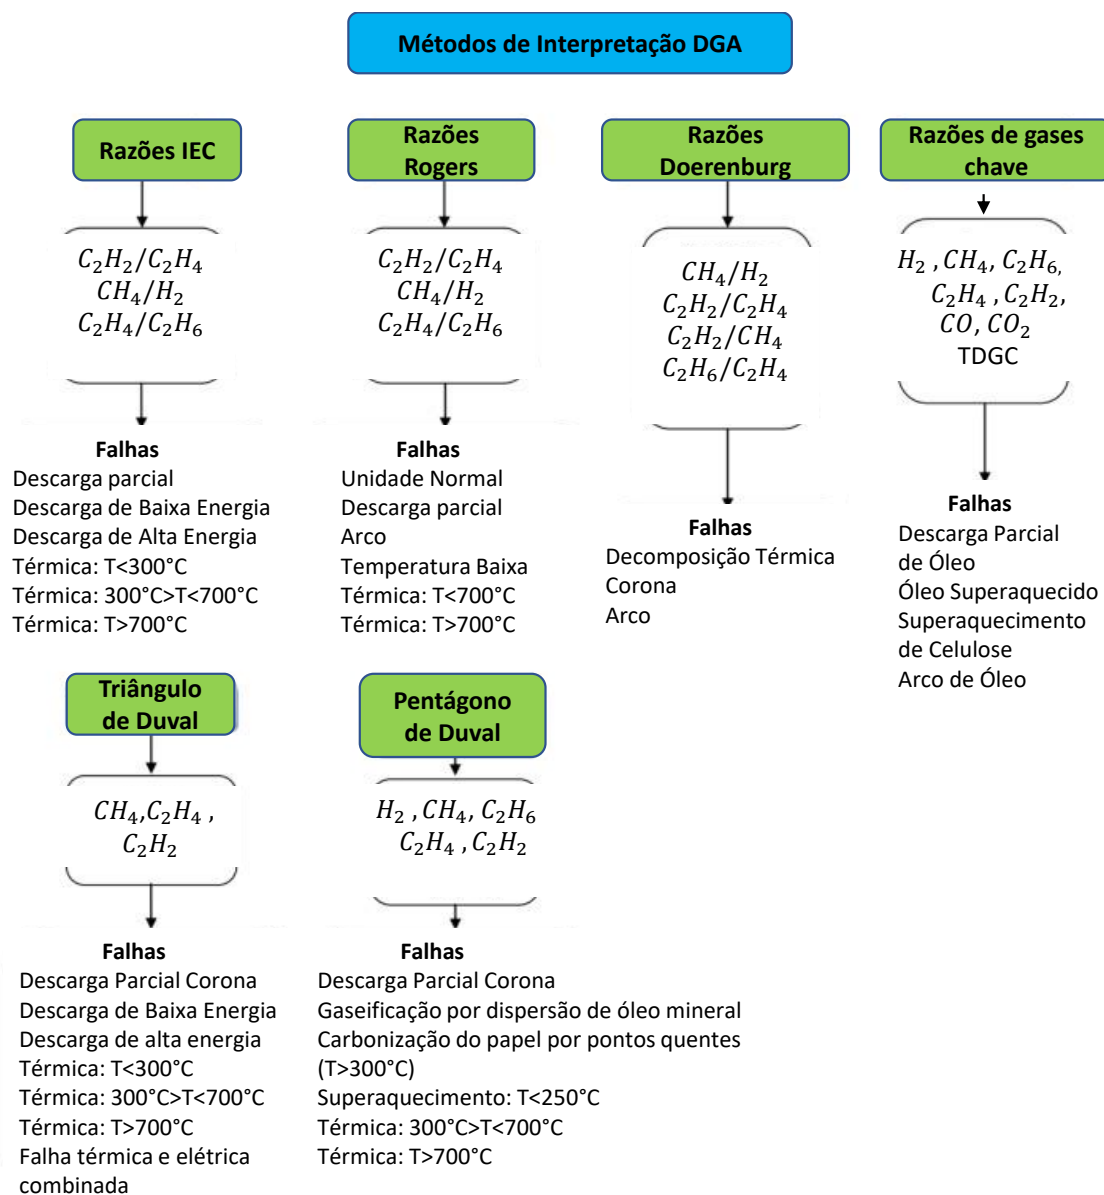 Métodos de Interpretação DGA
Razões IEC
C₂H₂/C₂H₄
CH₄/H₂
C₂H₄/C₂H₆
Falhas
Descarga parcial
Descarga de Baixa Energia
Descarga de Alta Energia
Térmica: T<300°C
Térmica: 300°C>T<700°C
Térmica: T>700°C
Razões
Rogers
C₂H₂/C₂H₄
CH₄/H₂
C₂H₄/C₂H₆
Falhas
Unidade Normal
Descarga parcial
Arco
Temperatura Baixa
Térmica: T<700°C
Térmica: T>700°C
Razões
Doerenburg
CH₄/H₂
C₂H₂/C₂H₄
C₂H₂/CH₄
C₂H₆/C₂H₄
Falhas
Decomposição Térmica
Corona
Arco
Razões de gases
chave
H₂ , CH₄, C₂H₆,
C₂H₄ , C₂H₂,
CO, CO₂
TDGC
Falhas
Descarga Parcial
de Óleo
Óleo Superaquecido
Superaquecimento
de Celulose
Arco de Óleo
Triângulo
de Duval
CH₄,C₂H₄ ,
C₂H₂
Falhas
Descarga Parcial Corona
Descarga de Baixa Energia
Descarga de alta energia
Térmica: T<300°C
Térmica: 300°C>T<700°C
Térmica: T>700°C
Falha térmica e elétrica
combinada
Pentágono
de Duval
H₂ , CH₄, C₂H₆
C₂H₄ , C₂H₂
Falhas
Descarga Parcial Corona
Gaseificação por dispersão de óleo mineral
Carbonização do papel por pontos quentes
(T>300°C)
Superaquecimento: T<250°C
Térmica: 300°C>T<700°C
Térmica: T>700°C